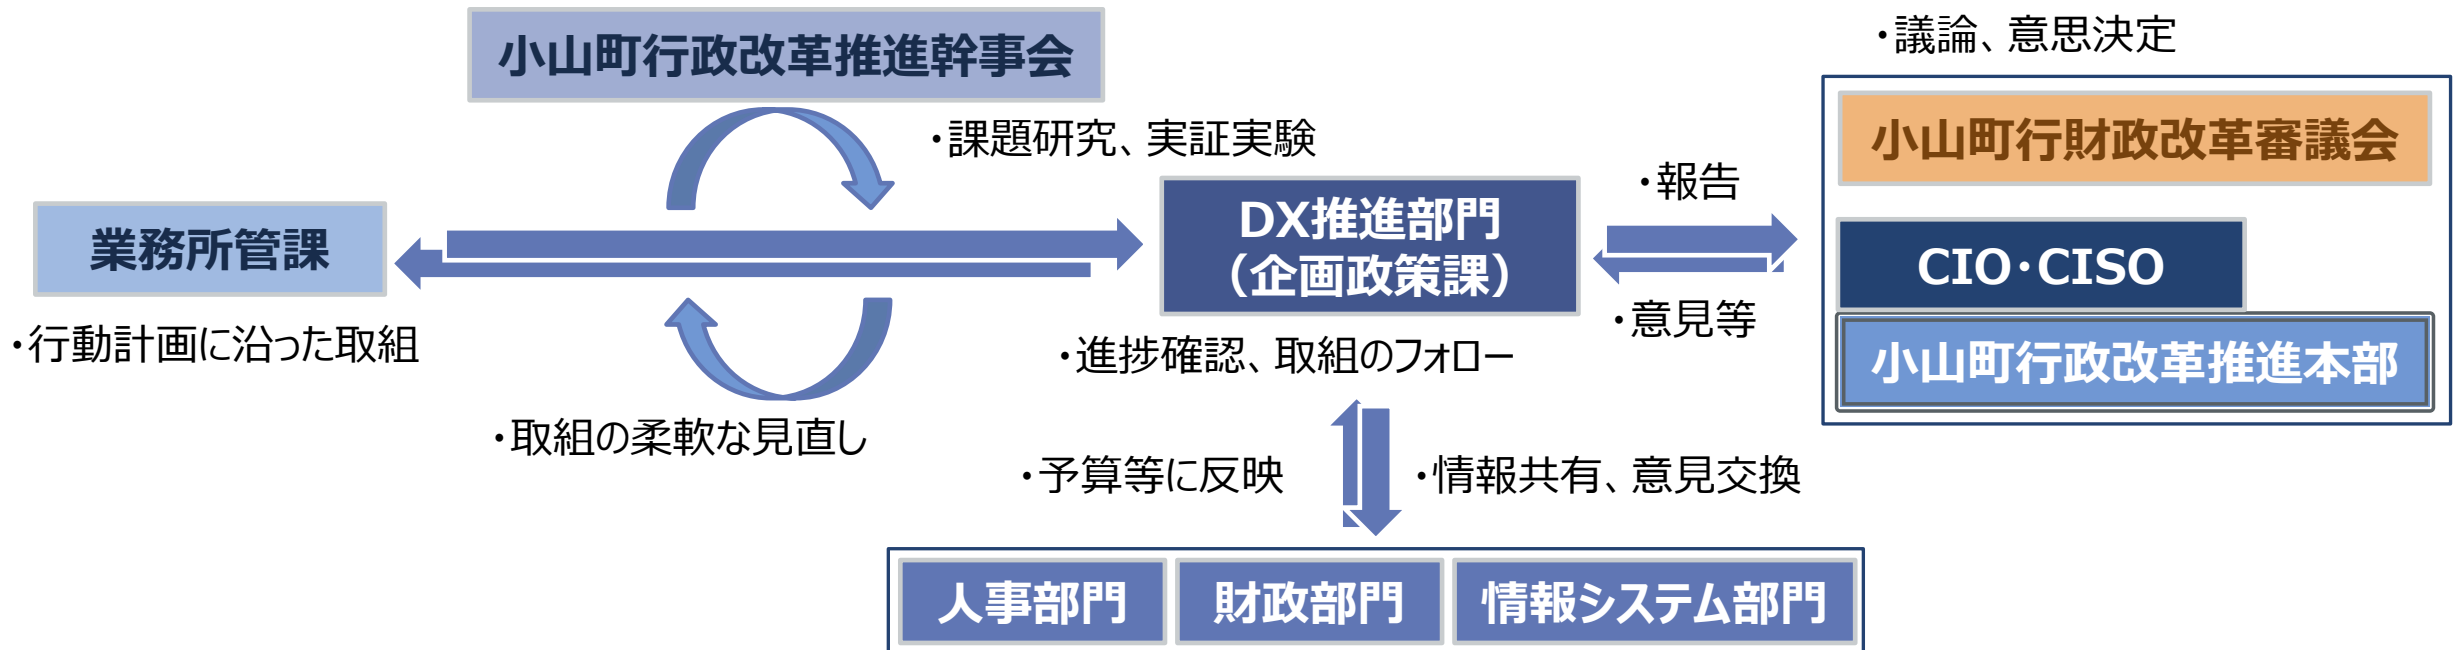 小山町行政改革推進幹事会
・議論、意思決定
・課題研究、実証実験
小山町行財政改革審議会
業務所管課
DX推進部門
（企画政策課）
・報告
CIO・CISO
・行動計画に沿った取組
・進捗確認、取組のフォロー
・意見等
小山町行政改革推進本部
・取組の柔軟な見直し
・予算等に反映
・情報共有、意見交換
人事部門
財政部門
情報システム部門